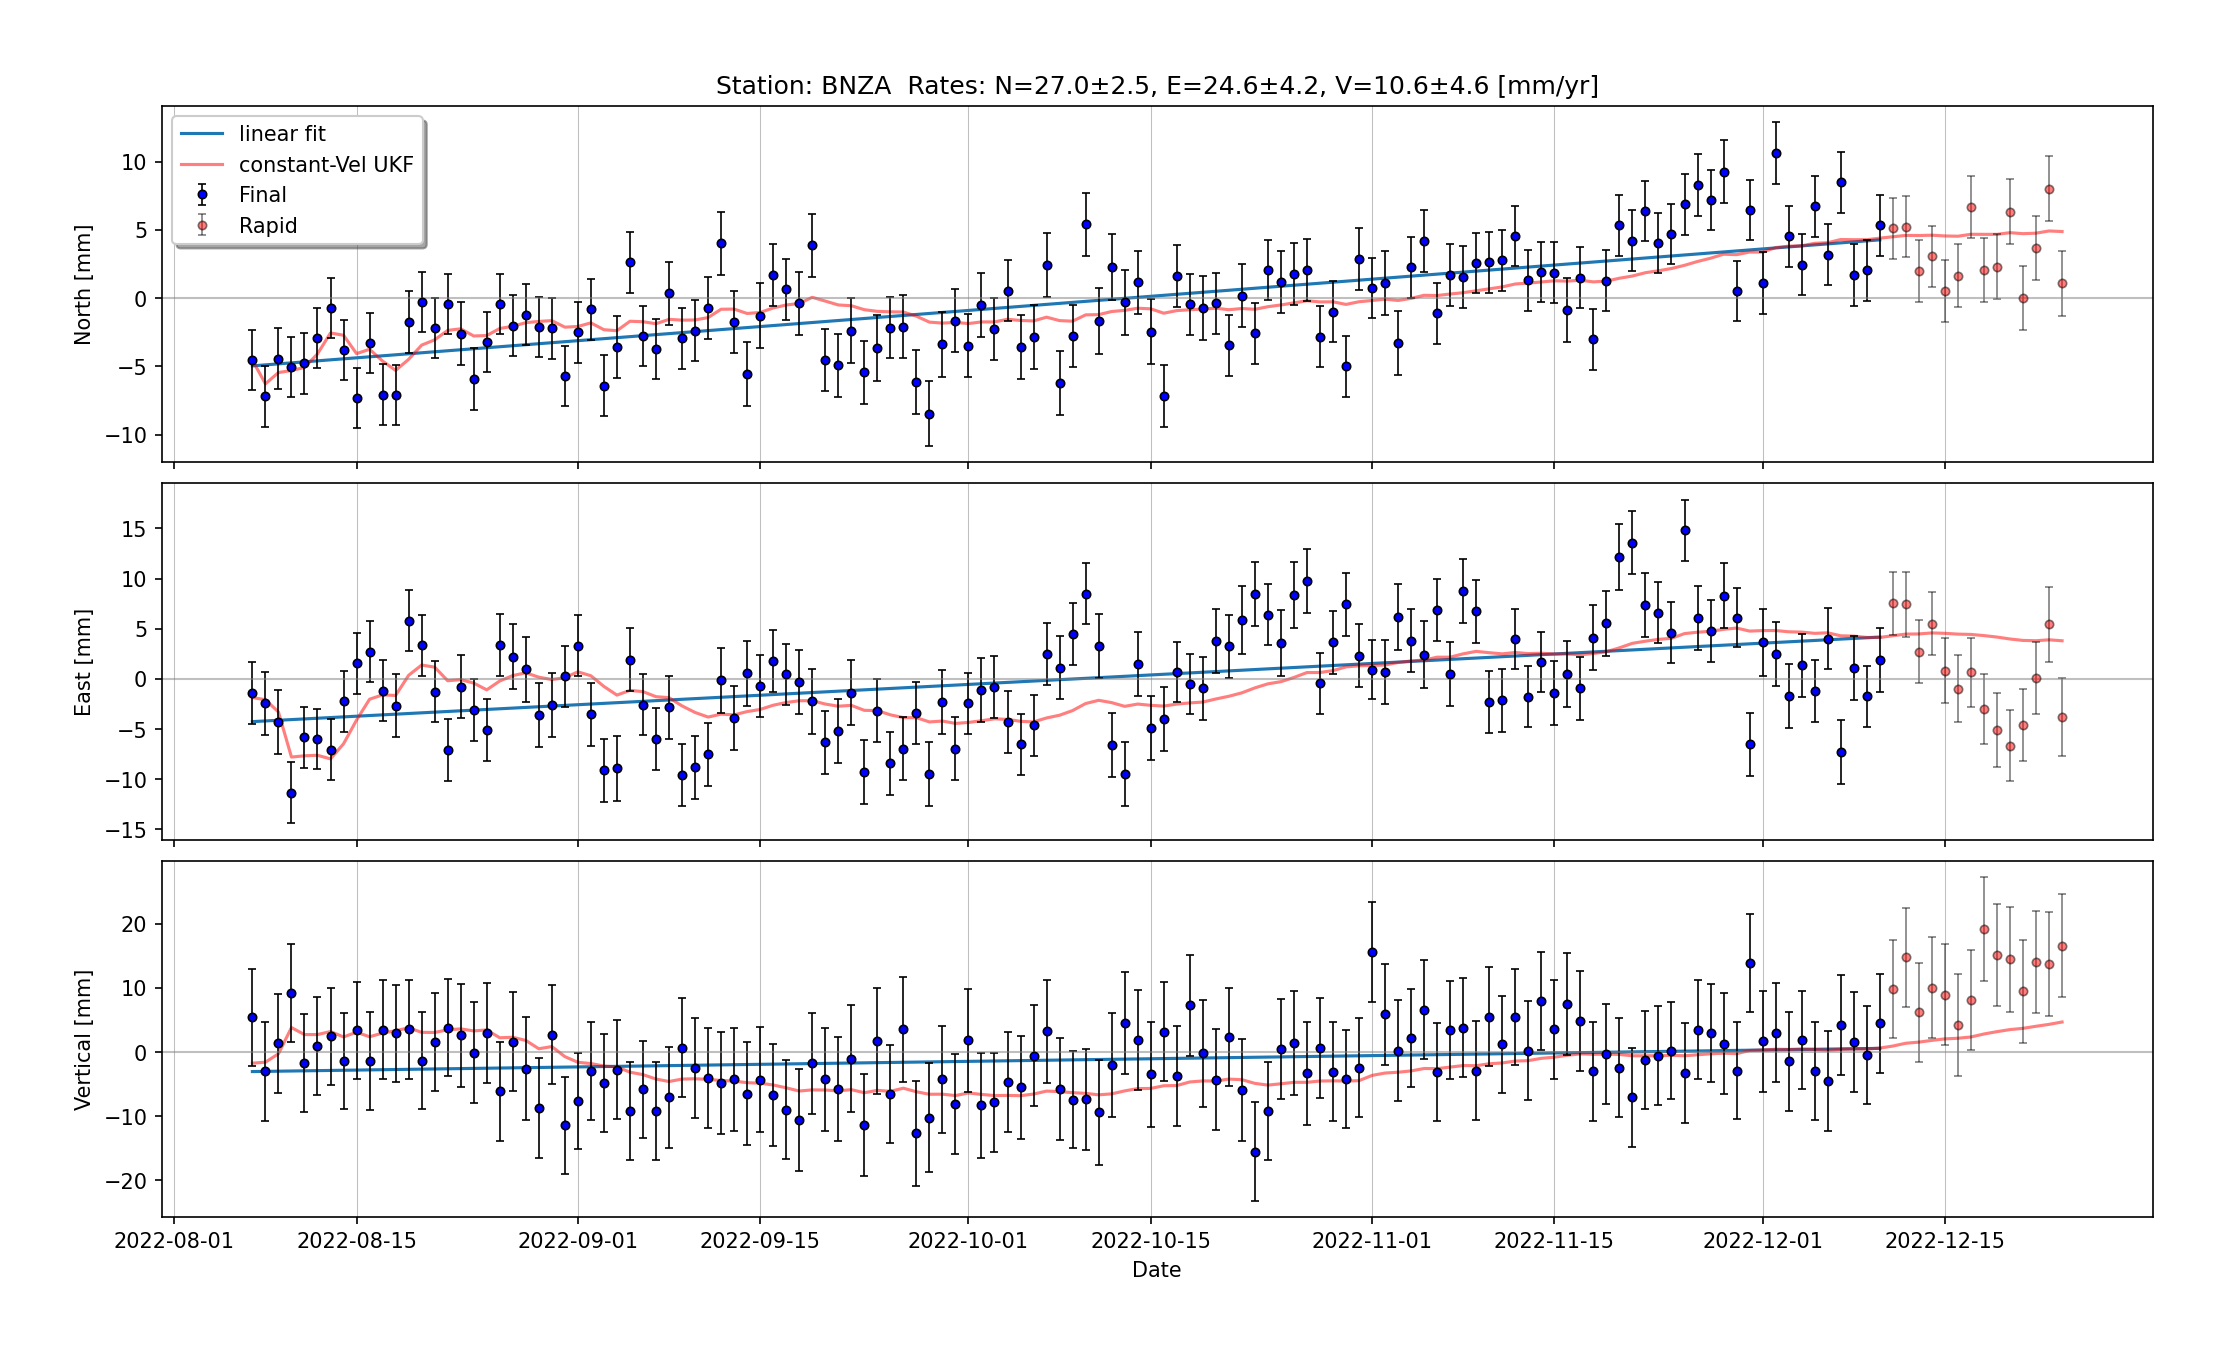 Station: BNZA  Rates: N=27.0±2.5, E=24.6±4.2, V=10.6±4.6 [mm/yr]
linear fit
constant-Vel UKF
Final
Rapid
North [mm]
10
5
0
−5
−10
East [mm]
15
10
5
0
−5
−10
−15
Vertical [mm]
20
10
0
−10
−20
2022-08-01 2022-08-15 2022-09-01 2022-09-15 2022-10-01 2022-10-15 2022-11-01 2022-11-15 2022-12-01 2022-12-15
Date